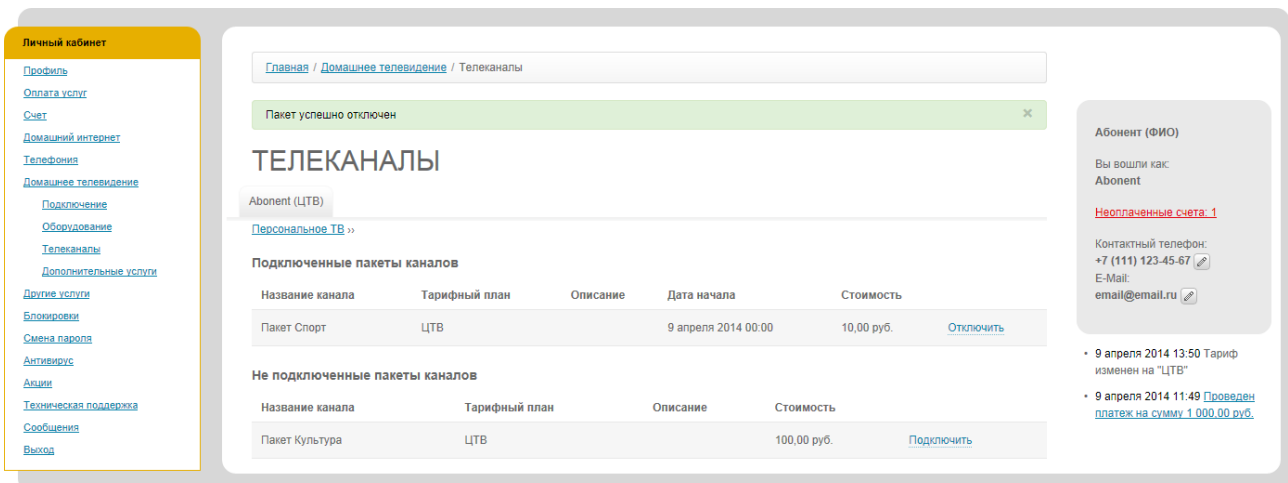 Личный кабинет
Профиль
Оплата услуг
Счет
Домашний интернет
Телефония
Домашнее телевидение
Подключение
Оборудование
Телеканалы
Дополнительные услуги
Другие услуги
Блокировки
Смена пароля
Антивирус
Акции
Техническая поддержка
Сообщения
Выход
Главная / Домашнее телевидение / Телеканалы
Пакет успешно отключен ×
ТЕЛЕКАНАЛЫ
Abonent (ЦТВ)
Персональное ТВ ››
Подключенные пакеты каналов
Название канала Тарифный план Описание Дата начала Стоимость
Пакет Спорт ЦТВ 9 апреля 2014 00:00 10,00 руб. Отключить
Не подключенные пакеты каналов
Название канала Тарифный план Описание Стоимость
Пакет Культура ЦТВ 100,00 руб. Подключить
Абонент (ФИО)
Вы вошли как:
Abonent
Неоплаченные счета: 1
Контактный телефон:
+7 (111) 123-45-67
E-Mail:
email@email.ru
• 9 апреля 2014 13:50 Тариф
изменен на "ЦТВ"
• 9 апреля 2014 11:49 Проведен
платеж на сумму 1 000,00 руб.